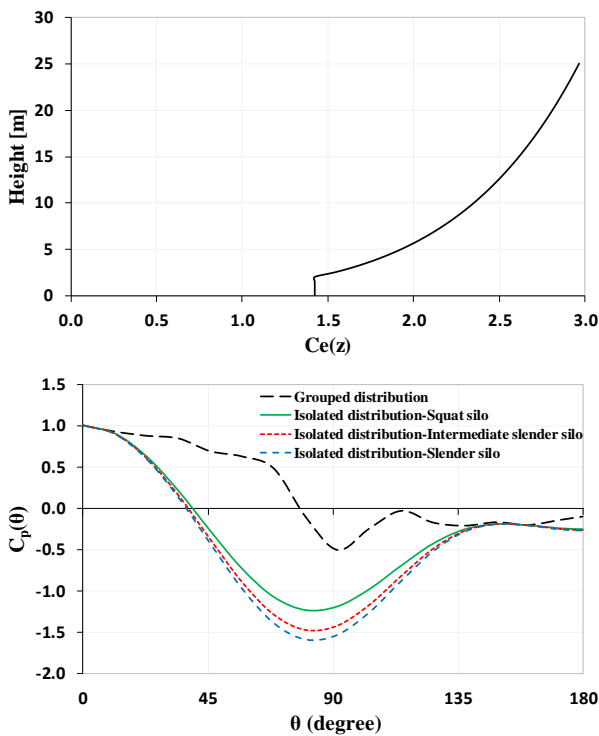 30
25
20
15
10
5
0
Height [m]
0.0 0.5 1.0 1.5 2.0 2.5 3.0
Ce(z)
1.5
1.0
0.5
0.0
-0.5
-1.0
-1.5
-2.0
Cp(θ)
Grouped distribution
Isolated distribution-Squat silo
Isolated distribution-Intermediate slender silo
Isolated distribution-Slender silo
0 45 90 135 180
θ (degree)